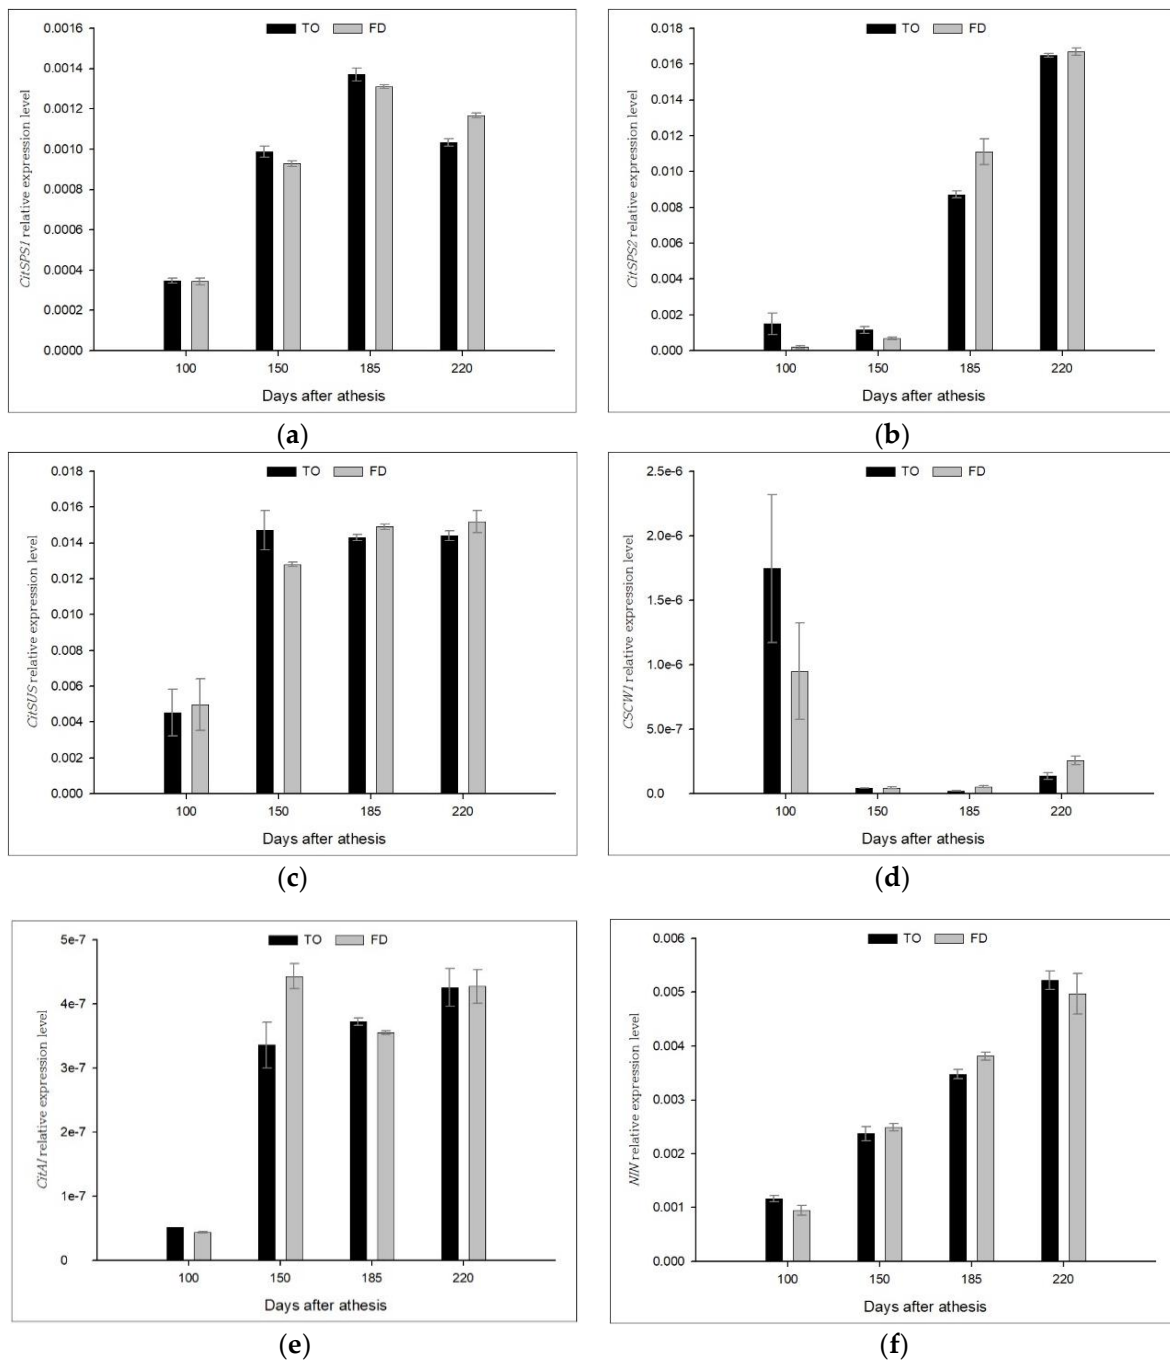 TO FD
0.0016
0.0014
0.0012
0.0010
0.0008
0.0006
0.0004
0.0002
0.0000
CitSPS1 relative expression level
100 150 185 220
Days after athesis
(a)
TO FD
0.018
0.016
0.014
0.012
0.010
0.008
0.006
0.004
0.002
0.000
CitSPS2 relative expression level
100 150 185 220
Days after athesis
(b)
TO FD
0.018
0.016
0.014
0.012
0.010
0.008
0.006
0.004
0.002
0.000
CitSUS relative expression level
100 150 185 220
Days after athesis
(c)
TO FD
2.5e-6
2.0e-6
1.5e-6
1.0e-6
5.0e-7
0.0
CSCW1 relative expression level
100 150 185 220
Days after athesis
(d)
TO FD
5e-7
4e-7
3e-7
2e-7
1e-7
0
CitAI relative expression level
100 150 185 220
Days after athesis
(e)
TO FD
0.006
0.005
0.004
0.003
0.002
0.001
0.000
NIN relative expression level
100 150 185 220
Days after athesis
(f)